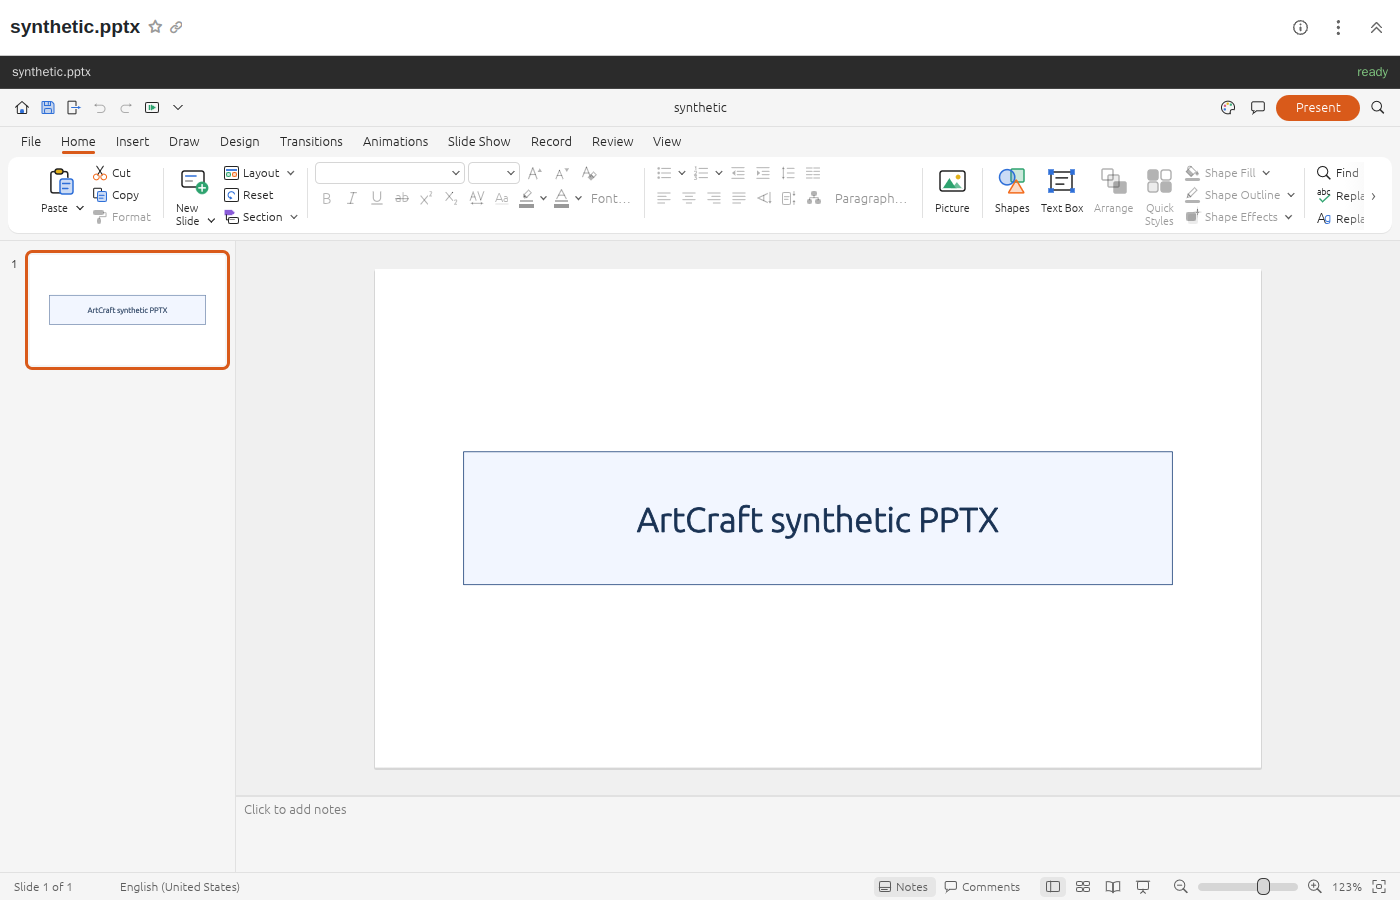 synthetic.pptx
synthetic.pptx
ready
synthetic
Present
File Home Insert Draw Design Transitions Animations Slide Show Record Review View
Paste
Cut
Copy
Format
New
Slide
Layout
Reset
Section
Font...
Paragraph...
Picture
Shapes
Text Box
Arrange
Quick
Styles
Shape Fill
Shape Outline
Shape Effects
Find
1
ArtCraft synthetic PPTX
ArtCraft synthetic PPTX
Click to add notes
Slide 1 of 1
English (United States)
Notes
Comments
123%